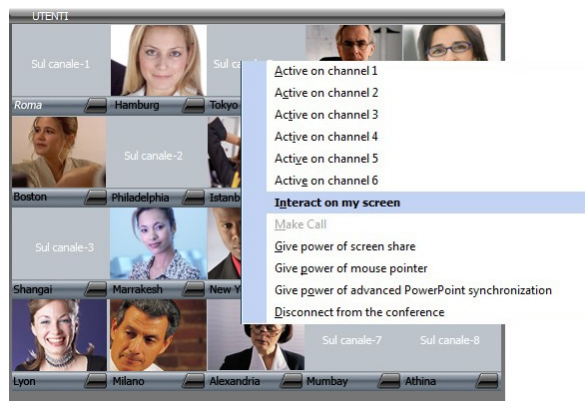 UTENTI
Sul canale-1
Sul ca
Roma
Hamburg
Tokyo
Active on channel 1
Active on channel 2
Active on channel 3
Active on channel 4
Active on channel 5
Active on channel 6
Interact on my screen
Make Call
Give power of screen share
Give power of mouse pointer
Give power of advanced PowerPoint synchronization
Disconnect from the conference
Sul canale-2
Boston
Philadelphia
Istanb
Sul canale-3
Shangai
Marrakesh
New Y
Sul canale-7
Sul canale-8
Lyon
Milano
Alexandria
Mumbay
Athina